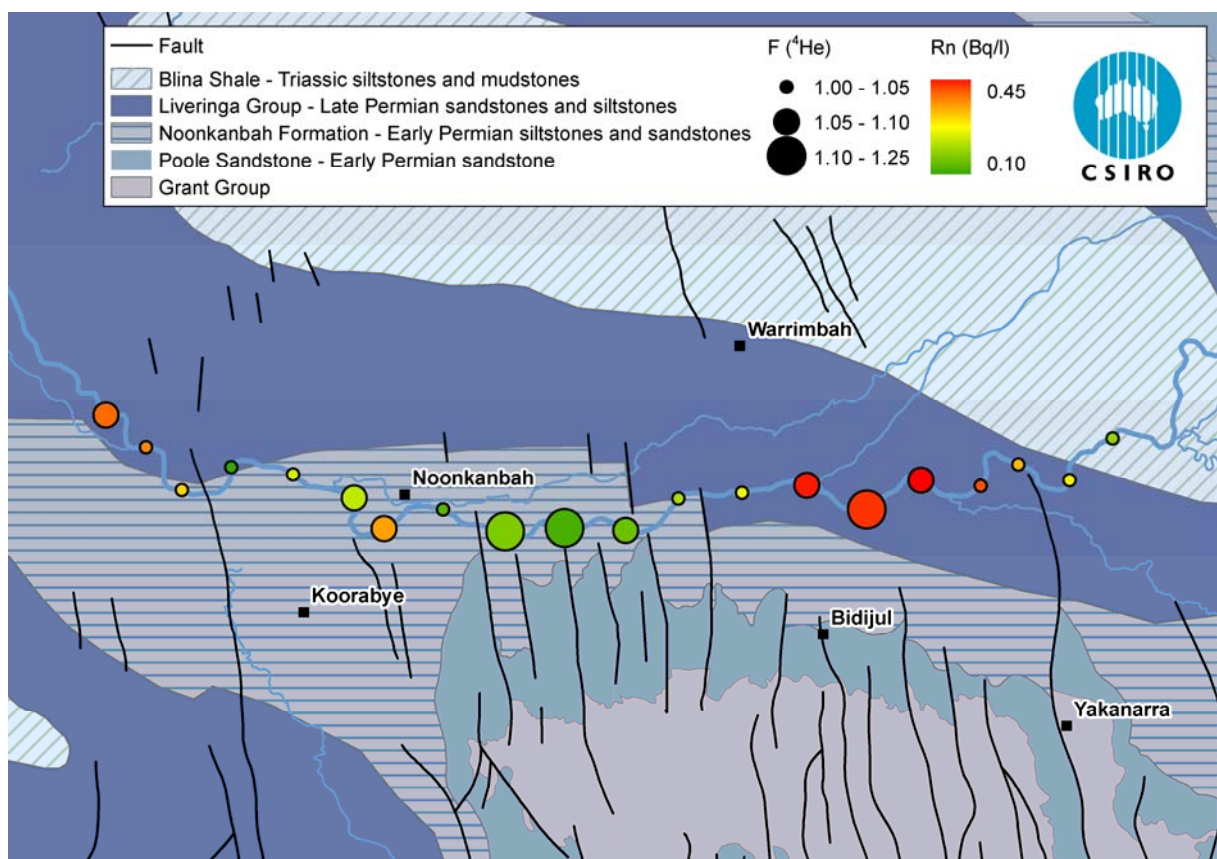 Fault
Blina Shale - Triassic siltstones and mudstones
Liveringa Group - Late Permian sandstones and siltstones
Noonkanbah Formation - Early Permian siltstones and sandstones
Poole Sandstone - Early Permian sandstone
Grant Group
F (⁴He)
1.00 - 1.05
1.05 - 1.10
1.10 - 1.25
Rn (Bq/l)
0.45
0.10
CSIRO
Warrimbah
Noonkanbah
Koorabye
Bidijul
Yakanarra